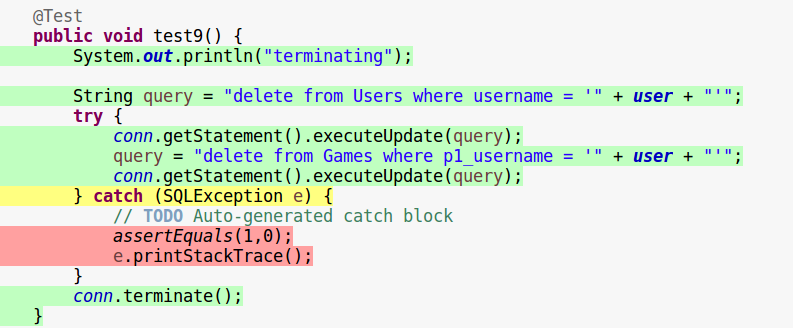 @Test
public void test9() {
System.out.println("terminating");
String query = "delete from Users where username = '" + user + "'";
try {
conn.getStatement().executeUpdate(query);
query = "delete from Games where p1_username = '" + user + "'";
conn.getStatement().executeUpdate(query);
} catch (SQLException e) {
// TODO Auto-generated catch block
assertEquals(1,0);
e.printStackTrace();
}
conn.terminate();
}